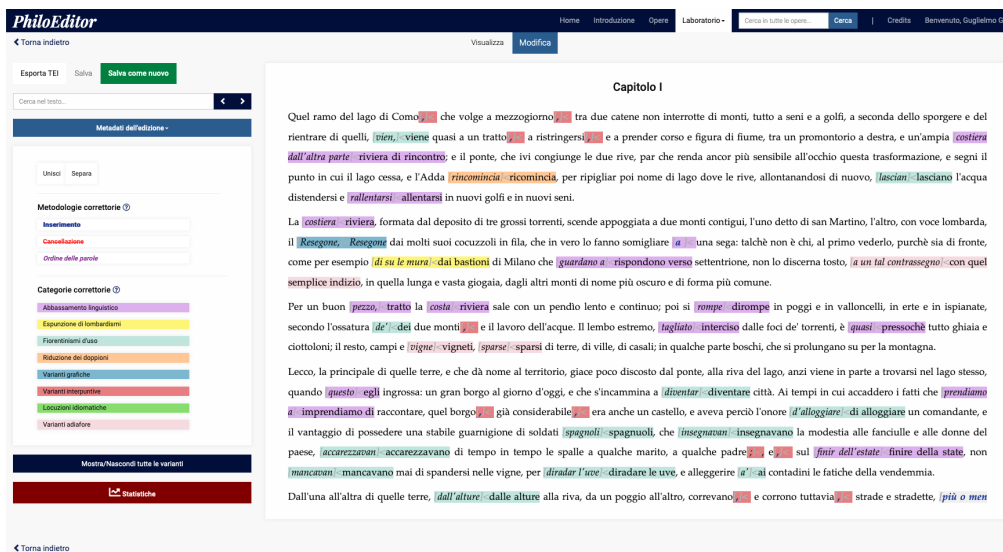 PhiloEditor
Home Introduzione Opere Laboratorio Cerca in tutte le opere... Cerca | Credits Benvenuto, Guglielmo G
Torna indietro
Visualizza Modifica
Esporta TEI Salva Salva come nuovo
Cerca nel testo...
Metadati dell'edizione
Unisci Separa
Metodologie correttorie
Inserimento
Cancellazione
Ordine delle parole
Categorie correttorie
Abbassamento linguistico
Espunzione di lombardismi
Fiorentinismi d'uso
Riduzione dei doppioni
Varianti grafiche
Varianti interpuntive
Locuzioni idiomatiche
Varianti adiafore
Mostra/Nascondi tutte le varianti
Statistiche
Torna indietro
Capitolo I
Quel ramo del lago di Como,|< che volge a mezzogiorno,|< tra due catene non interrotte di monti, tutto a seni e a golfi, a seconda dello sporgere e del
rientrare di quelli, |vien,|<viene quasi a un tratto,|< a ristringersi,|< e a prender corso e figura di fiume, tra un promontorio a destra, e un'ampia costiera
dall'altra parte|<riviera di rincontro; e il ponte, che ivi congiunge le due rive, par che renda ancor più sensibile all'occhio questa trasformazione, e segni il
punto in cui il lago cessa, e l'Adda rincomincia|<ricomincia, per ripigliar poi nome di lago dove le rive, allontanandosi di nuovo, |lascian|<lasciano l'acqua
distendersi e rallentarsi|<allentarsi in nuovi golfi e in nuovi seni.
La costiera|<riviera, formata dal deposito di tre grossi torrenti, scende appoggiata a due monti contigui, l'uno detto di san Martino, l'altro, con voce lombarda,
il Resegone, Resegone dai molti suoi cocuzzoli in fila, che in vero lo fanno somigliare a|<una sega: talchè non è chi, al primo vederlo, purchè sia di fronte,
come per esempio |di su le mura|<dai bastioni di Milano che guardano a|<rispondono verso settentrione, non lo discerna tosto, |a un tal contrassegno|<con quel
semplice indizio, in quella lunga e vasta giogaia, dagli altri monti di nome più oscuro e di forma più comune.
Per un buon pezzo,|<tratto la costa|<riviera sale con un pendìo lento e continuo; poi si rompe|<dirompe in poggi e in valloncelli, in erte e in ispianate,
secondo l'ossatura |de'|<dei due monti,|< e il lavoro dell'acque. Il lembo estremo, tagliato|<interciso dalle foci de' torrenti, è quasi|<pressochè tutto ghiaia e
ciottoloni; il resto, campi e |vigne|<vigneti, |sparse|<sparsi di terre, di ville, di casali; in qualche parte boschi, che si prolungano su per la montagna.
Lecco, la principale di quelle terre, e che dà nome al territorio, giace poco discosto dal ponte, alla riva del lago, anzi viene in parte a trovarsi nel lago stesso,
quando questo|<egli ingrossa: un gran borgo al giorno d'oggi, e che s'incammina a |diventar|<diventare città. Ai tempi in cui accaddero i fatti che prendiamo
a|<imprendiamo di raccontare, quel borgo,|< già considerabile,|< era anche un castello, e aveva perciò l'onore |d'alloggiare|<di alloggiare un comandante, e
il vantaggio di possedere una stabile guarnigione di soldati |spagnoli|<spagnuoli, che |insegnavan|<insegnavano la modestia alle fanciulle e alle donne del
paese, |accarezzavan|<accarezzavano di tempo in tempo le spalle a qualche marito, a qualche padre; , e,|< sul |finir dell'estate|<finire della state, non
|mancavan|<mancavano mai di spandersi nelle vigne, per |diradar l'uve|<diradare le uve, e alleggerire |a'|<ai contadini le fatiche della vendemmia.
Dall'una all'altra di quelle terre, |dall'alture|<dalle alture alla riva, da un poggio all'altro, correvano,|< e corrono tuttavia,|< strade e stradette, |più o men